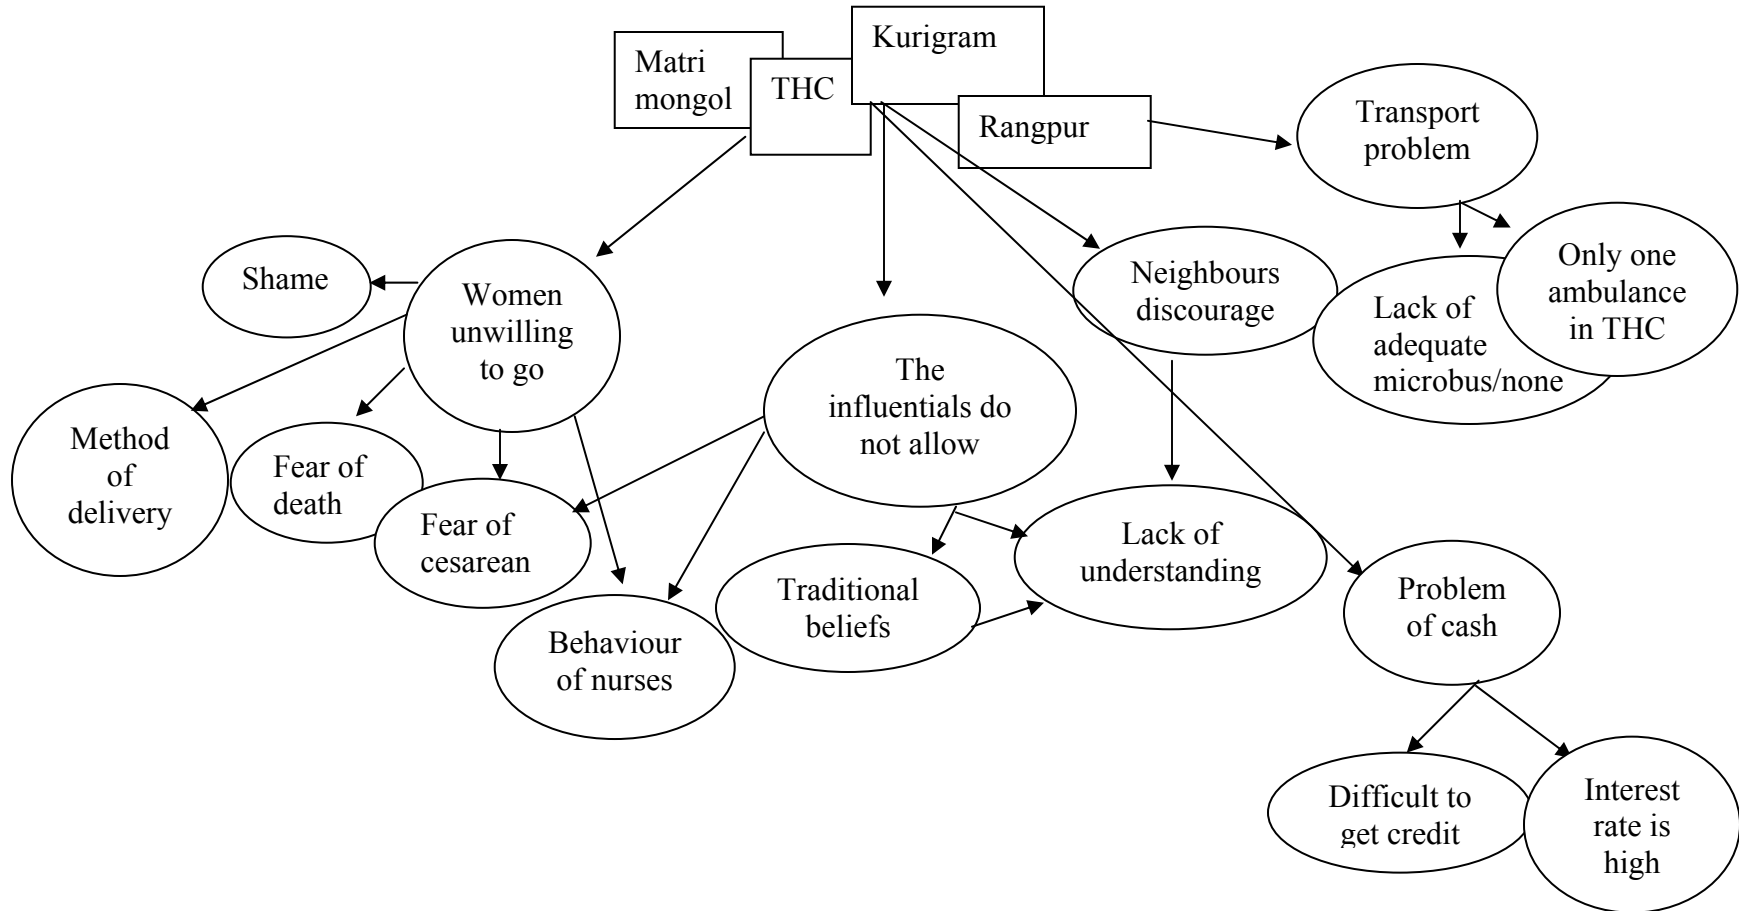 Matri
mongol
THC
Kurigram
Rangpur
Transport
problem
Shame
Women
unwilling
to go
Neighbours
discourage
Only one
ambulance
in THC
Lack of
adequate
microbus/none
The
influentials do
not allow
Method
of
delivery
Fear of
death
Fear of
cesarean
Lack of
understanding
Traditional
beliefs
Problem
of cash
Behaviour
of nurses
Difficult to
get credit
Interest
rate is
high